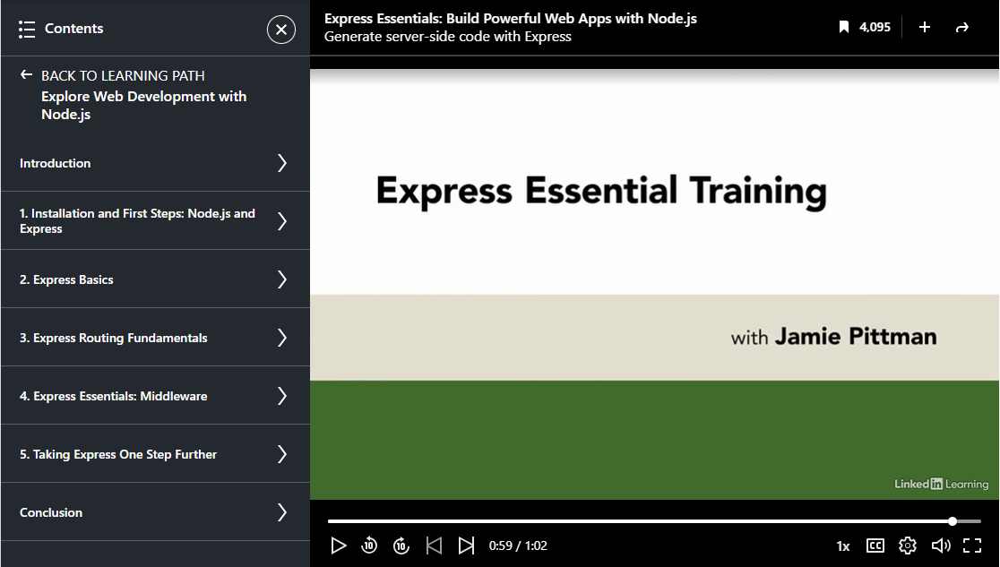 Contents
BACK TO LEARNING PATH
Explore Web Development with
Node.js
Introduction
1. Installation and First Steps: Node.js and
Express
2. Express Basics
3. Express Routing Fundamentals
4. Express Essentials: Middleware
5. Taking Express One Step Further
Conclusion
Express Essentials: Build Powerful Web Apps with Node.js
Generate server-side code with Express
4,095
Express Essential Training
with Jamie Pittman
LinkedIn Learning
10
10
0:59 / 1:02
1x
CC